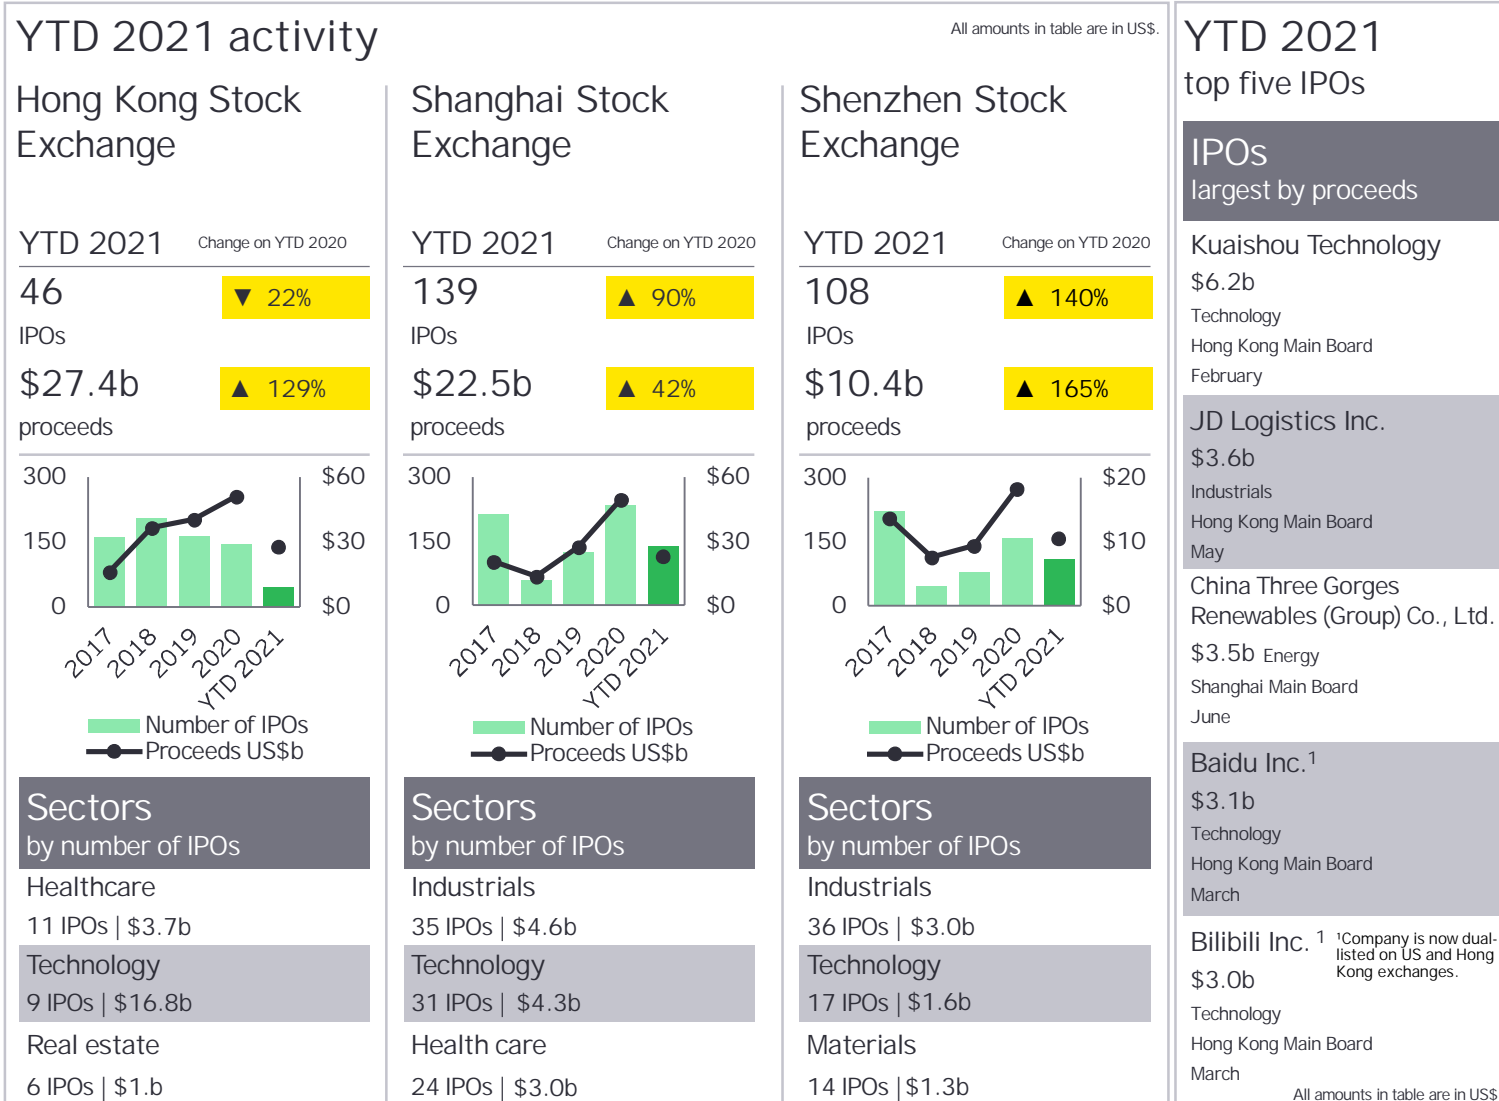 YTD 2021 activity
All amounts in table are in US$.
Hong Kong Stock
Exchange
YTD 2021
Change on YTD 2020
46
▼ 22%
IPOs
$27.4b
▲ 129%
proceeds
300
150
0
$60
$30
$0
2017
2018
2019
2020
YTD 2021
Number of IPOs
Proceeds US$b
Sectors
by number of IPOs
Healthcare
11 IPOs | $3.7b
Technology
9 IPOs | $16.8b
Real estate
6 IPOs | $1.b
Shanghai Stock
Exchange
YTD 2021
Change on YTD 2020
139
▲ 90%
IPOs
$22.5b
▲ 42%
proceeds
300
150
0
$60
$30
$0
2017
2018
2019
2020
YTD 2021
Number of IPOs
Proceeds US$b
Sectors
by number of IPOs
Industrials
35 IPOs | $4.6b
Technology
31 IPOs | $4.3b
Health care
24 IPOs | $3.0b
Shenzhen Stock
Exchange
YTD 2021
Change on YTD 2020
108
▲ 140%
IPOs
$10.4b
▲ 165%
proceeds
300
150
0
$20
$10
$0
2017
2018
2019
2020
YTD 2021
Number of IPOs
Proceeds US$b
Sectors
by number of IPOs
Industrials
36 IPOs | $3.0b
Technology
17 IPOs | $1.6b
Materials
14 IPOs | $1.3b
YTD 2021
top five IPOs
IPOs
largest by proceeds
Kuaishou Technology
$6.2b
Technology
Hong Kong Main Board
February
JD Logistics Inc.
$3.6b
Industrials
Hong Kong Main Board
May
China Three Gorges
Renewables (Group) Co., Ltd.
$3.5b Energy
Shanghai Main Board
June
Baidu Inc.¹
$3.1b
Technology
Hong Kong Main Board
March
Bilibili Inc. ¹
$3.0b
Technology
Hong Kong Main Board
March
¹Company is now dual-
listed on US and Hong
Kong exchanges.
All amounts in table are in US$